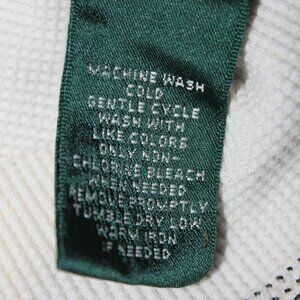 MACHINE WASH
COLD
GENTLE CYCLE
WASH WITH
LIKE COLORS
ONLY NON-
CHLORINE BLEACH
WHEN NEEDED
REMOVE PROMPTLY
TUMBLE DRY LOW
WARM IRON
IF NEEDED